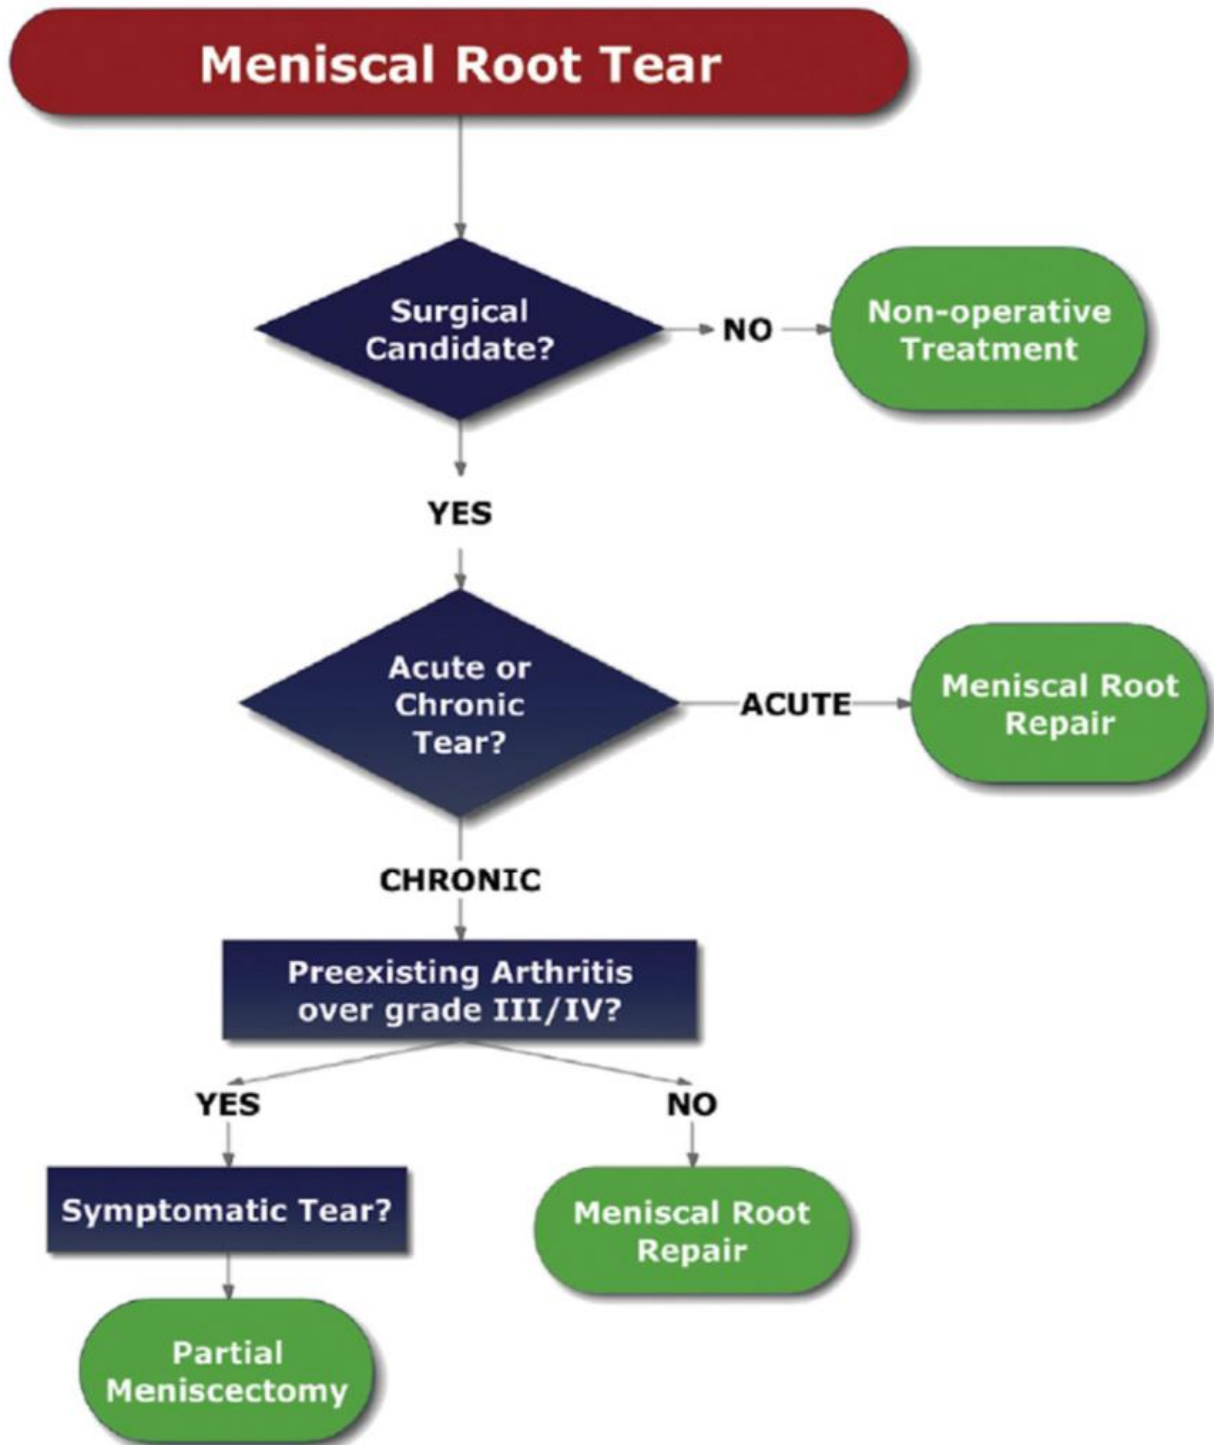 Meniscal Root Tear
Surgical
Candidate?
NO
Non-operative
Treatment
YES
Acute or
Chronic
Tear?
ACUTE
Meniscal Root
Repair
CHRONIC
Preexisting Arthritis
over grade III/IV?
YES
NO
Symptomatic Tear?
Meniscal Root
Repair
Partial
Meniscectomy